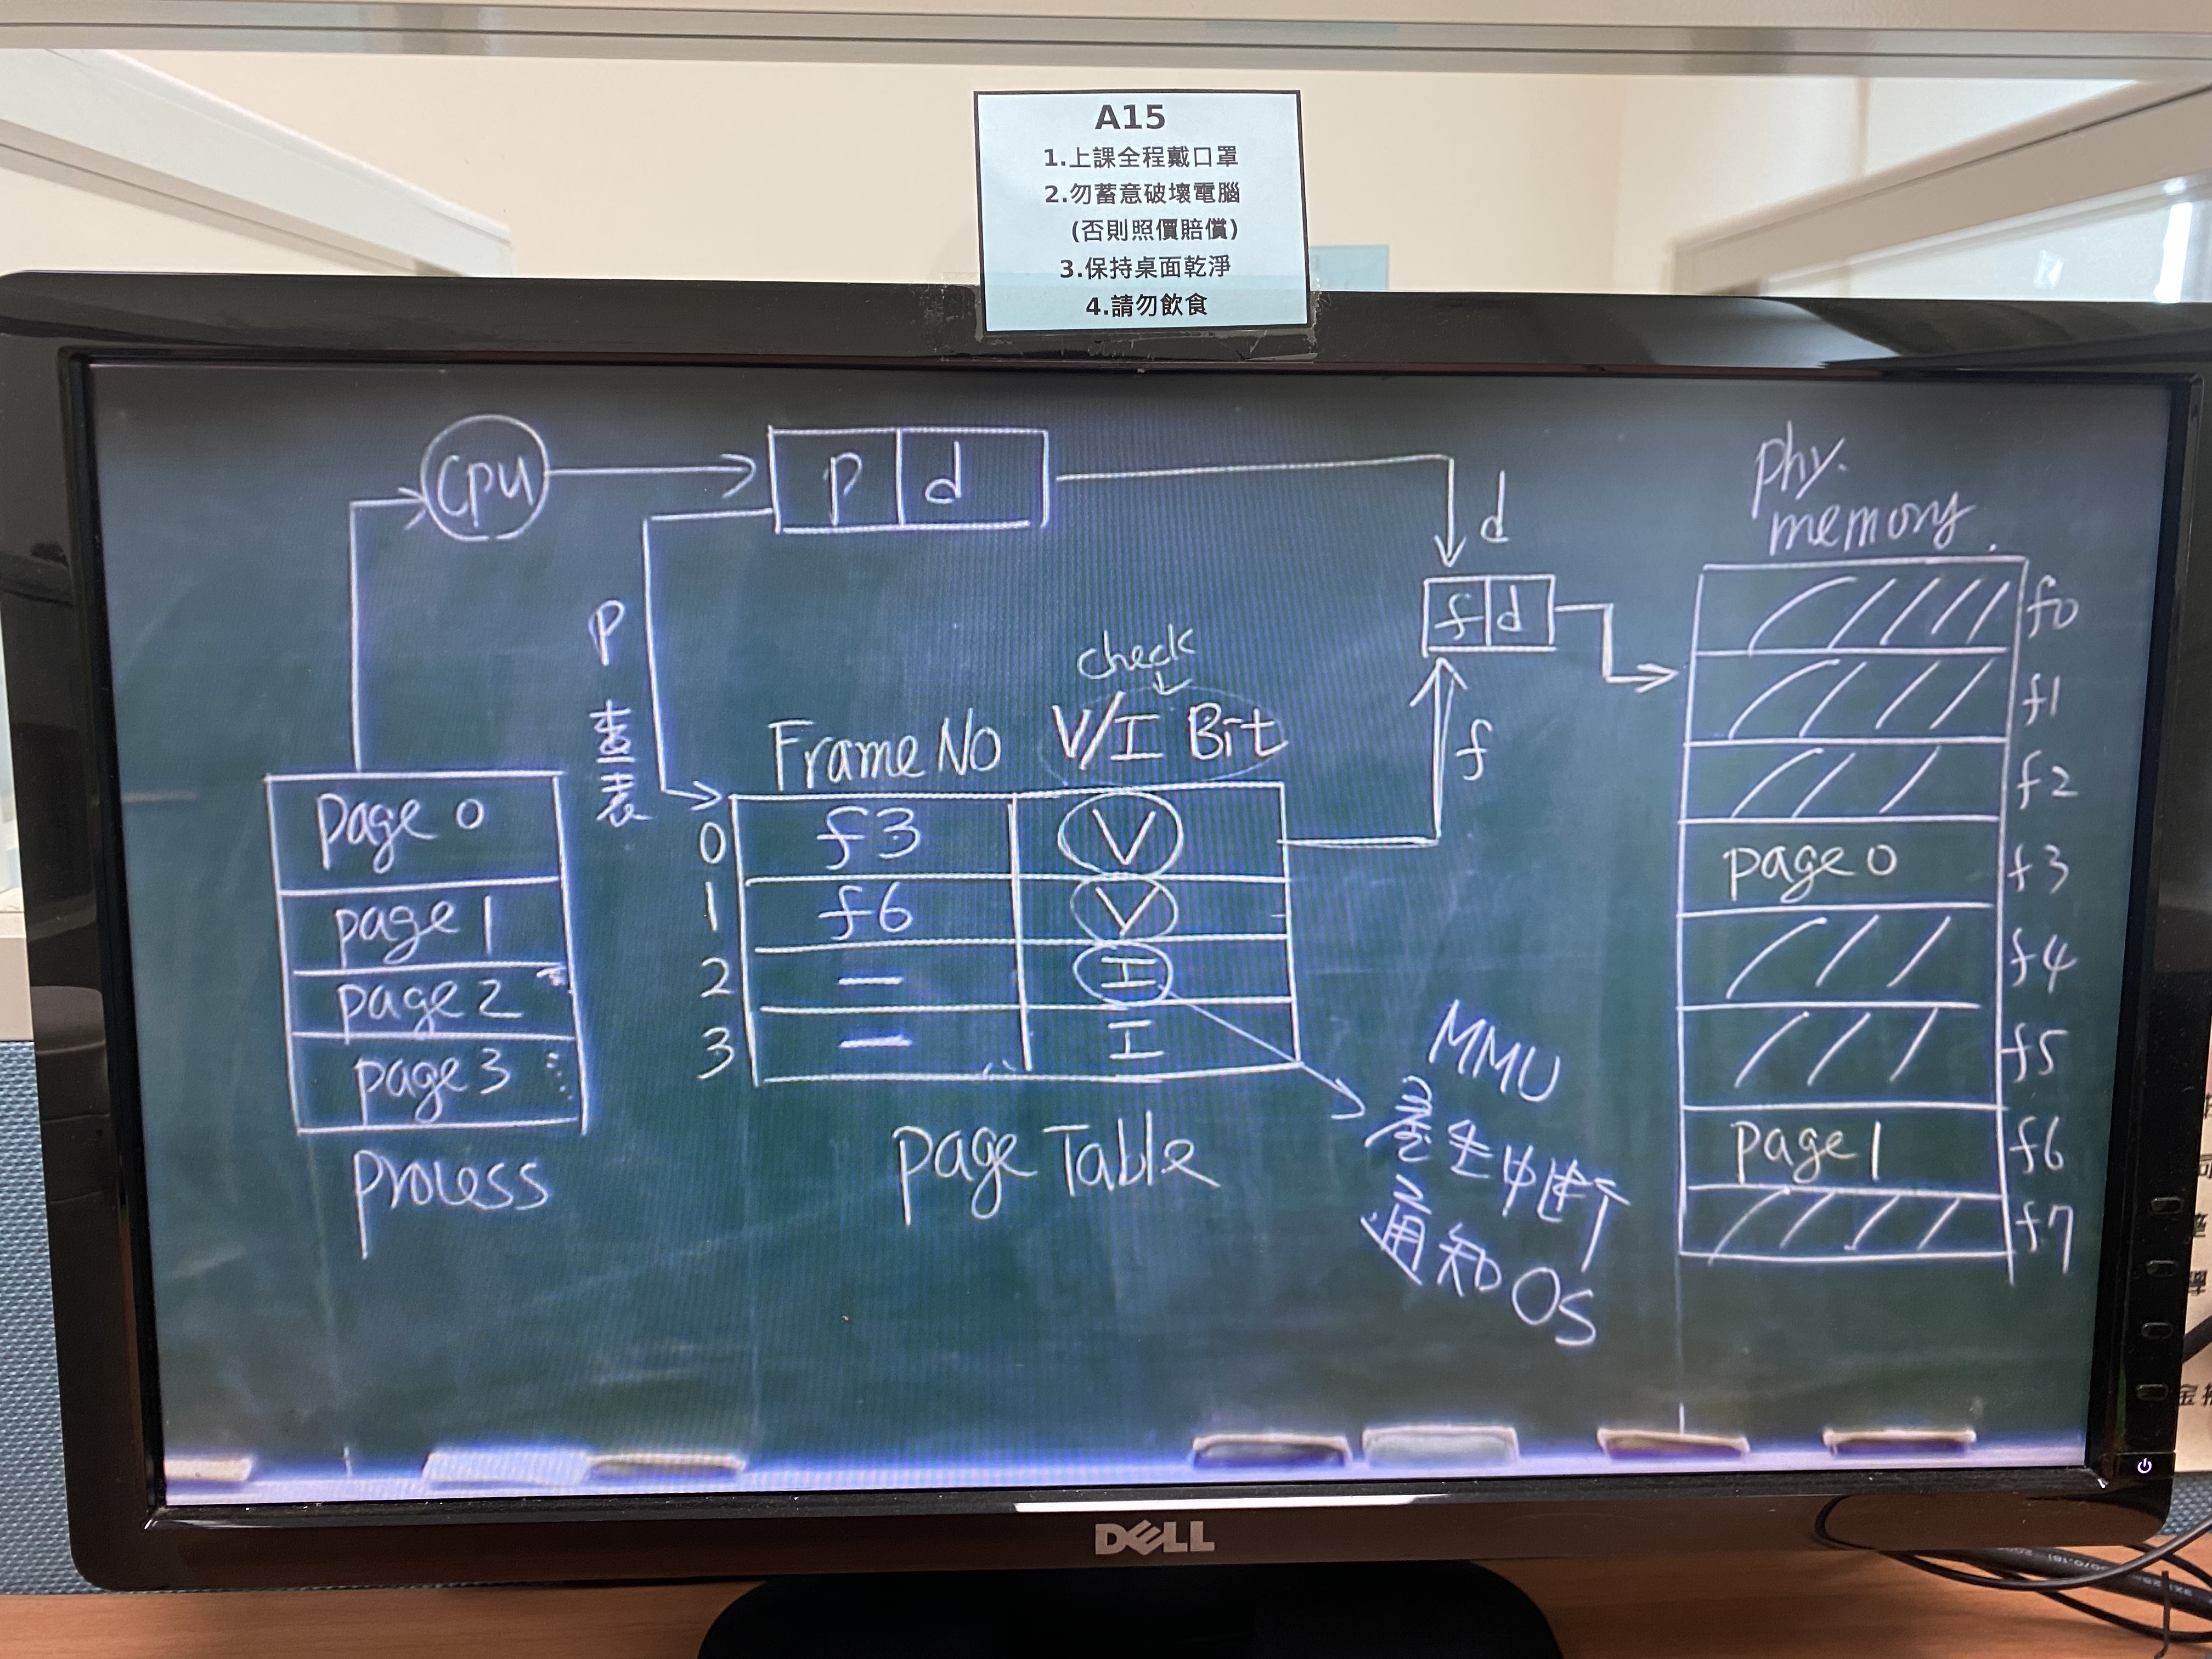 A15
1.上課全程戴口罩
2.勿蓄意破壞電腦
(否則照價賠償)
3.保持桌面乾淨
4.請勿飲食
CPU
p d
d
phy.
memory.
P
查
表
check
f d
f
Frame No V/I Bit
page 0
page 1
page 2
page 3
process
0 f3 V
1 f6 V
2 — I
3 — I
page Table
MMU
產生中断
通知OS
f0
f1
f2
page 0 f3
f4
f5
page 1 f6
f7
DELL